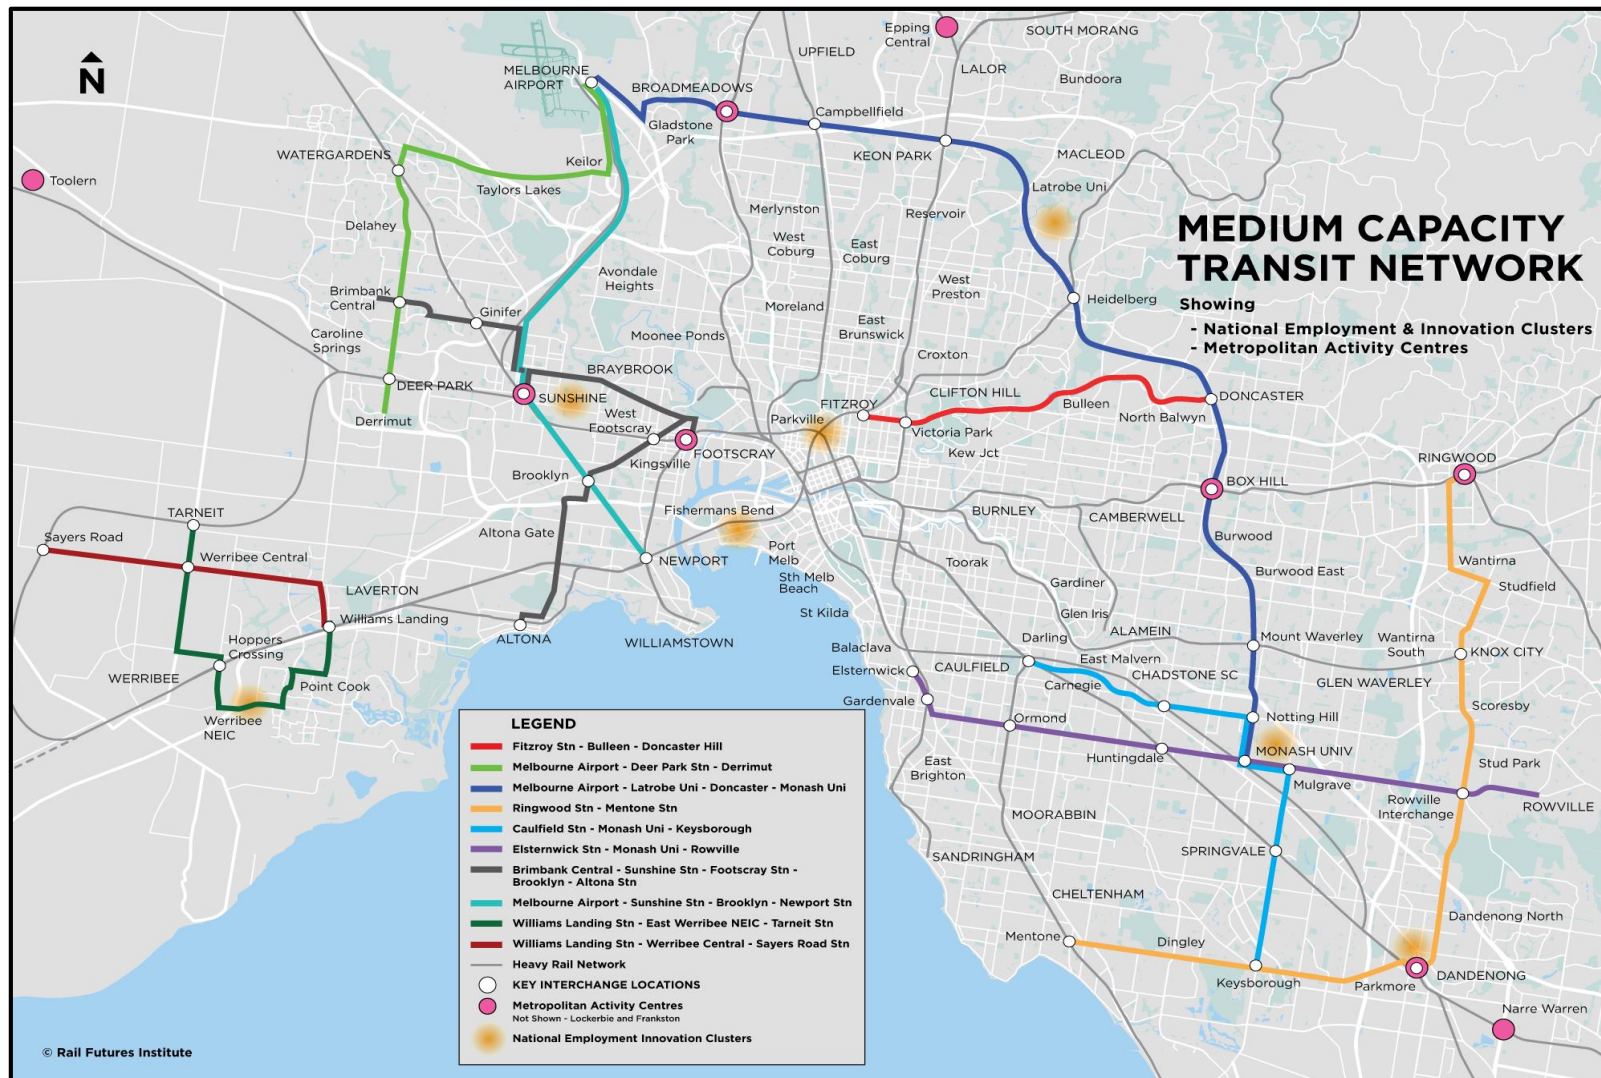 Epping
Central
SOUTH MORANG
UPFIELD
LALOR
Bundoora
N
MELBOURNE
AIRPORT
BROADMEADOWS
Campbellfield
Gladstone
Park
KEON PARK
MACLEOD
WATERGARDENS
Keilor
Toolern
Taylors Lakes
Latrobe Uni
Merlynston
Reservoir
Delahey
West
Coburg
East
Coburg
MEDIUM CAPACITY
TRANSIT NETWORK
Showing
- National Employment & Innovation Clusters
- Metropolitan Activity Centres
Avondale
Heights
West
Preston
Brimbank
Central
Heidelberg
Ginifer
Moreland
East
Brunswick
Caroline
Springs
Moonee Ponds
Croxton
BRAYBROOK
DEER PARK
CLIFTON HILL
SUNSHINE
FITZROY
Bulleen
DONCASTER
Derrimut
West
Footscray
Parkville
North Balwyn
Victoria Park
FOOTSCRAY
Kew Jct
RINGWOOD
Kingsville
Brooklyn
BOX HILL
TARNEIT
Fishermans Bend
BURNLEY
CAMBERWELL
Sayers Road
Altona Gate
Burwood
Werribee Central
NEWPORT
Port
Melb
Toorak
Wantirna
Sth Melb
Beach
Gardiner
Burwood East
Studfield
LAVERTON
Williams Landing
St Kilda
Glen Iris
ALTONA
WILLIAMSTOWN
Darling
ALAMEIN
Mount Waverley
Wantirna
South
Hoppers
Crossing
Balaclava
East Malvern
KNOX CITY
Elsternwick
CAULFIELD
CHADSTONE SC
WERRIBEE
Point Cook
Carnegie
GLEN WAVERLEY
Gardenvale
Scoresby
Werribee
NEIC
Ormond
Notting Hill
MONASH UNIV
Huntingdale
Stud Park
East
Brighton
Mulgrave
Rowville
Interchange
ROWVILLE
MOORABBIN
SPRINGVALE
SANDRINGHAM
CHELTENHAM
Dandenong North
Mentone
Dingley
Keysborough
Parkmore
DANDENONG
Narre Warren
LEGEND
Fitzroy Stn - Bulleen - Doncaster Hill
Melbourne Airport - Deer Park Stn - Derrimut
Melbourne Airport - Latrobe Uni - Doncaster - Monash Uni
Ringwood Stn - Mentone Stn
Caulfield Stn - Monash Uni - Keysborough
Elsternwick Stn - Monash Uni - Rowville
Brimbank Central - Sunshine Stn - Footscray Stn -
Brooklyn - Altona Stn
Melbourne Airport - Sunshine Stn - Brooklyn - Newport Stn
Williams Landing Stn - East Werribee NEIC - Tarneit Stn
Williams Landing Stn - Werribee Central - Sayers Road Stn
Heavy Rail Network
KEY INTERCHANGE LOCATIONS
Metropolitan Activity Centres
Not Shown - Lockerbie and Frankston
National Employment Innovation Clusters
© Rail Futures Institute